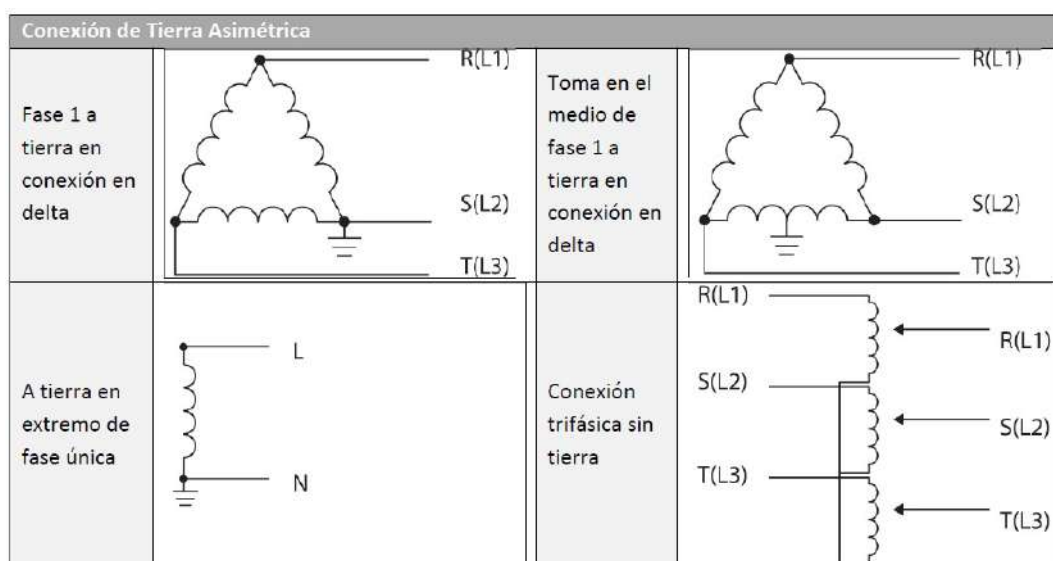 Conexión de Tierra Asimétrica
Fase 1 a
tierra en
conexión en
delta
R(L1)
S(L2)
T(L3)
Toma en el
medio de
fase 1 a
tierra en
conexión en
delta
R(L1)
S(L2)
T(L3)
A tierra en
extremo de
fase única
L
N
Conexión
trifásica sin
tierra
R(L1)
R(L1)
S(L2)
S(L2)
T(L3)
T(L3)